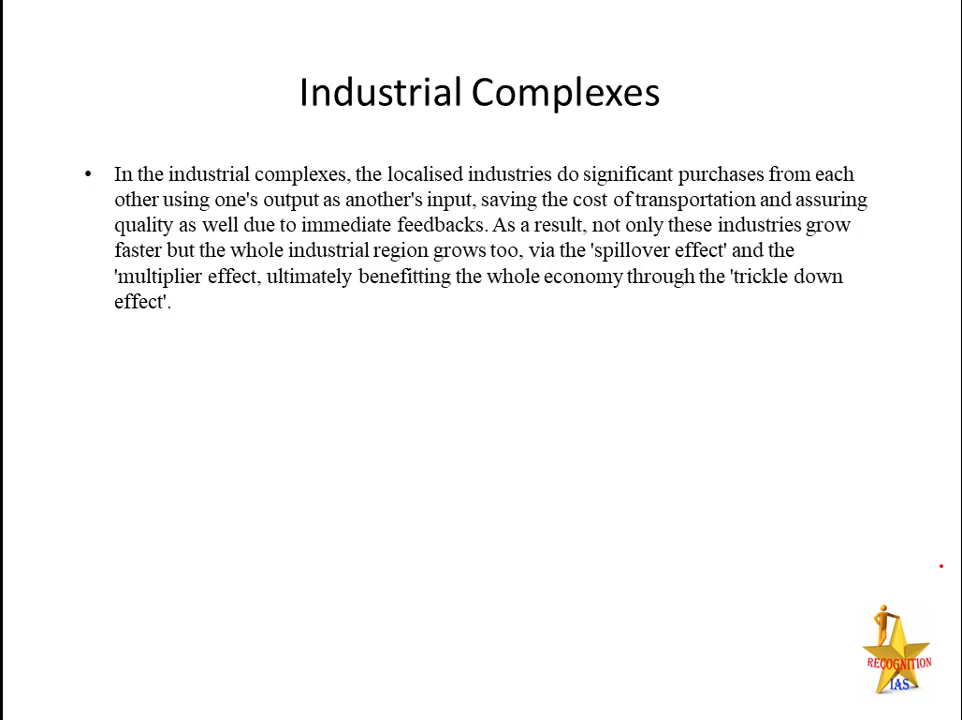 Industrial Complexes
• In the industrial complexes, the localised industries do significant purchases from each
other using one's output as another's input, saving the cost of transportation and assuring
quality as well due to immediate feedbacks. As a result, not only these industries grow
faster but the whole industrial region grows too, via the 'spillover effect' and the
'multiplier effect, ultimately benefitting the whole economy through the 'trickle down
effect'.
RECOGNITION
IAS